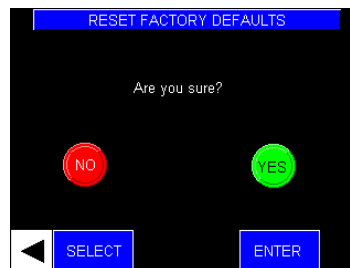 RESET FACTORY DEFAULTS
Are you sure?
NO
YES
SELECT
ENTER